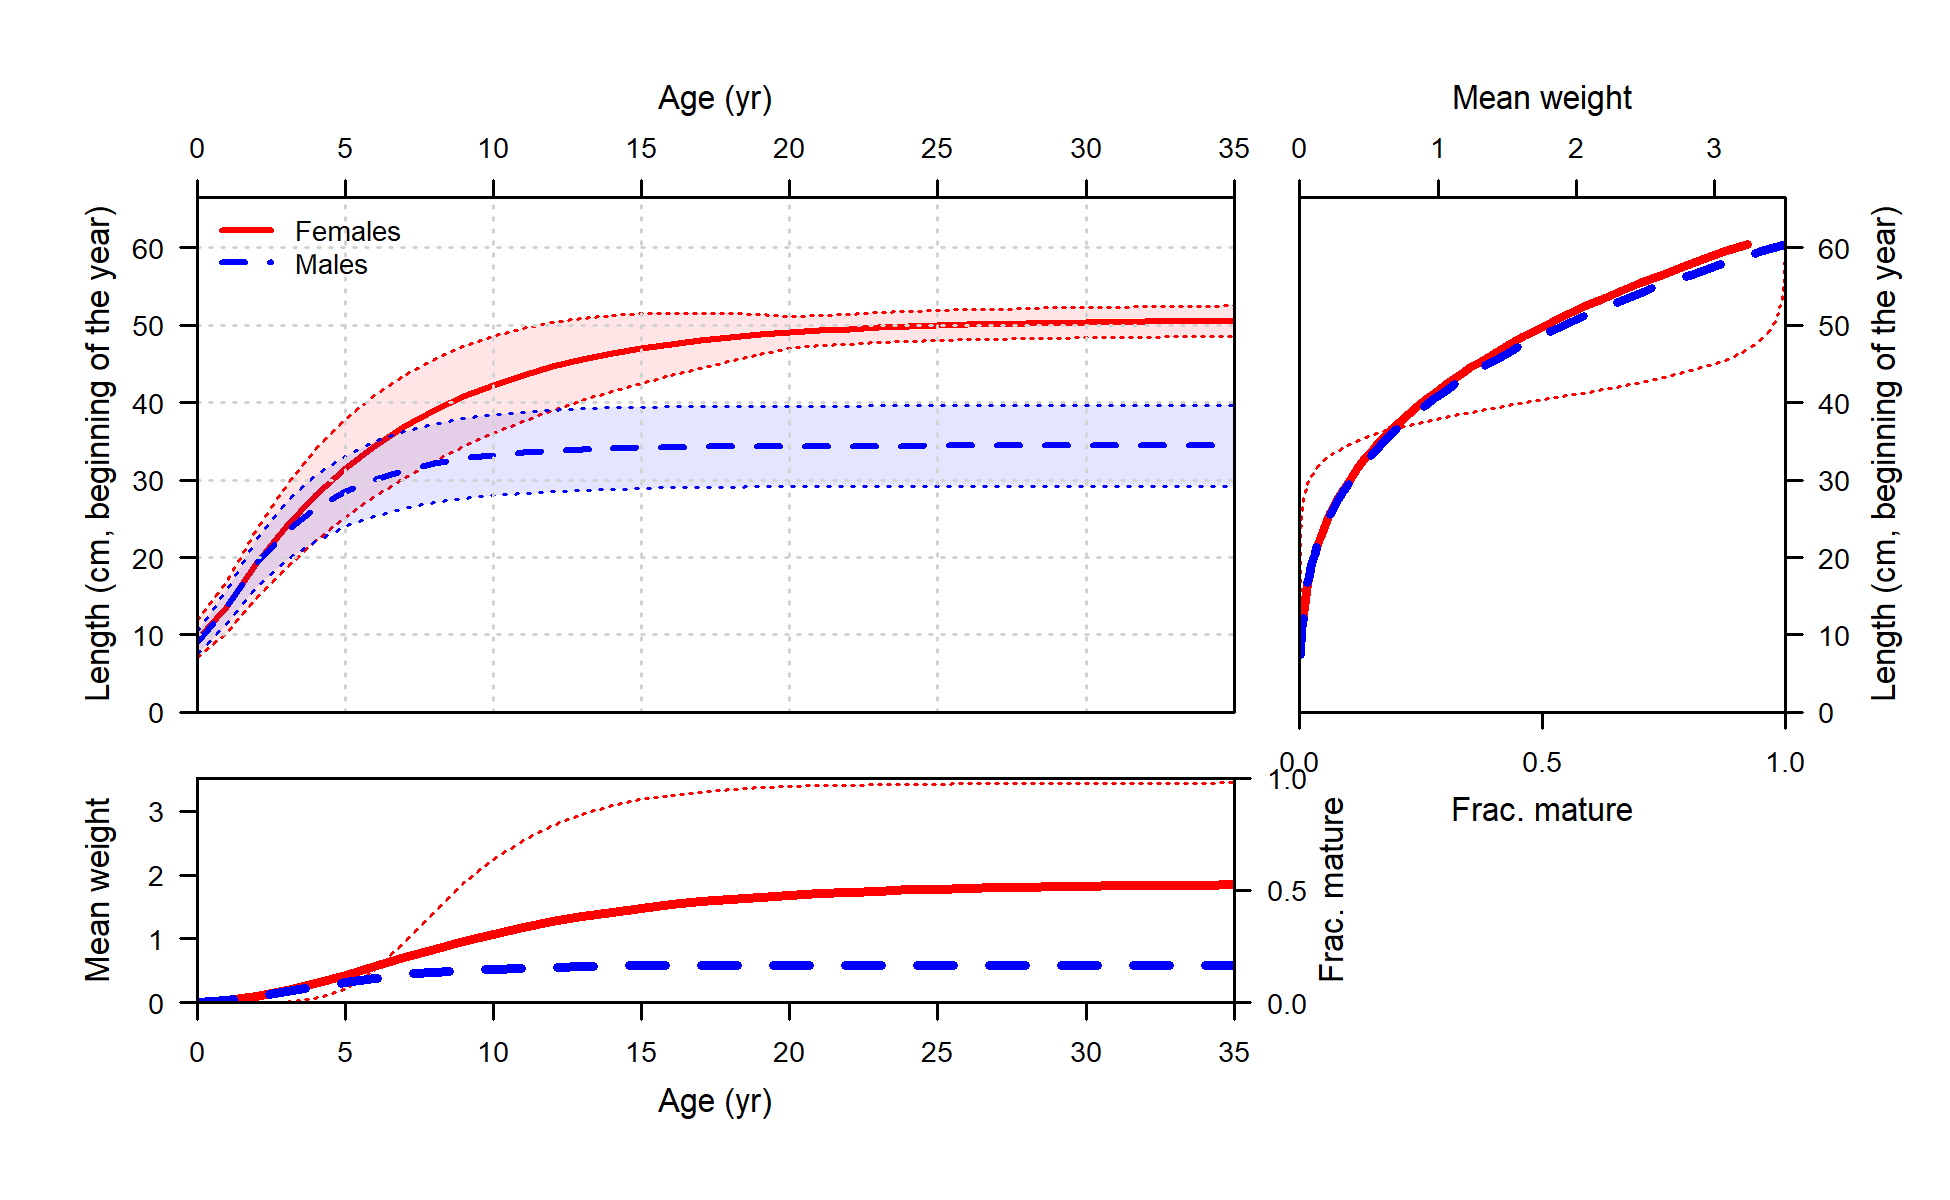 Age (yr)
0 5 10 15 20 25 30 35
Mean weight
0 1 2 3
Length (cm, beginning of the year)
60
50
40
30
20
10
0
Females
Males
60
50
40
30
20
10
0
Length (cm, beginning of the year)
0.0 0.5 1.0
Frac. mature
Mean weight
3
2
1
0
1.0
0.5
0.0
Frac. mature
0 5 10 15 20 25 30 35
Age (yr)